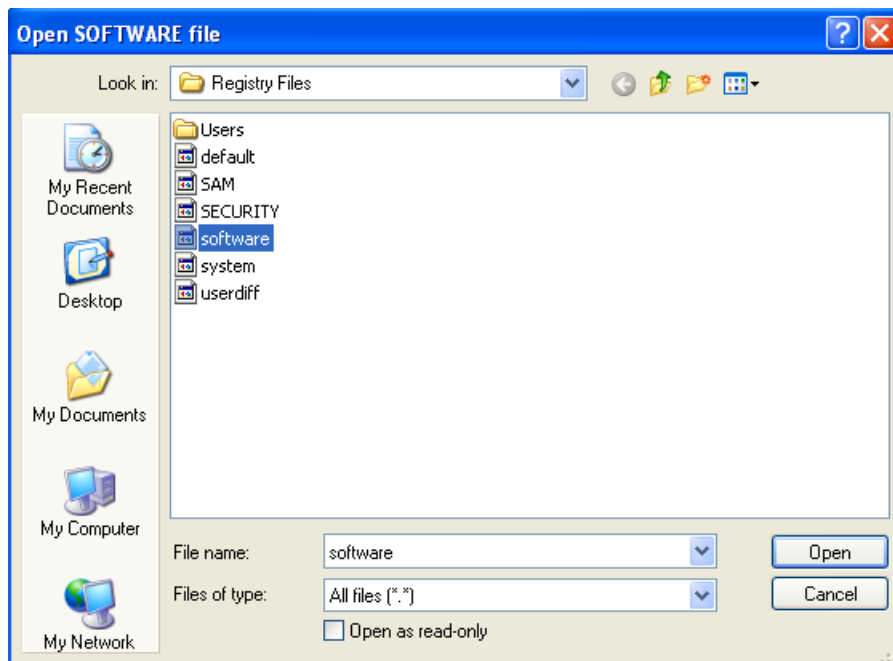 Open SOFTWARE file
Look in:
Registry Files
My Recent
Documents
Desktop
My Documents
My Computer
My Network
Users
default
SAM
SECURITY
software
system
userdiff
File name:
software
Open
Files of type:
All files (*.*)
Cancel
Open as read-only